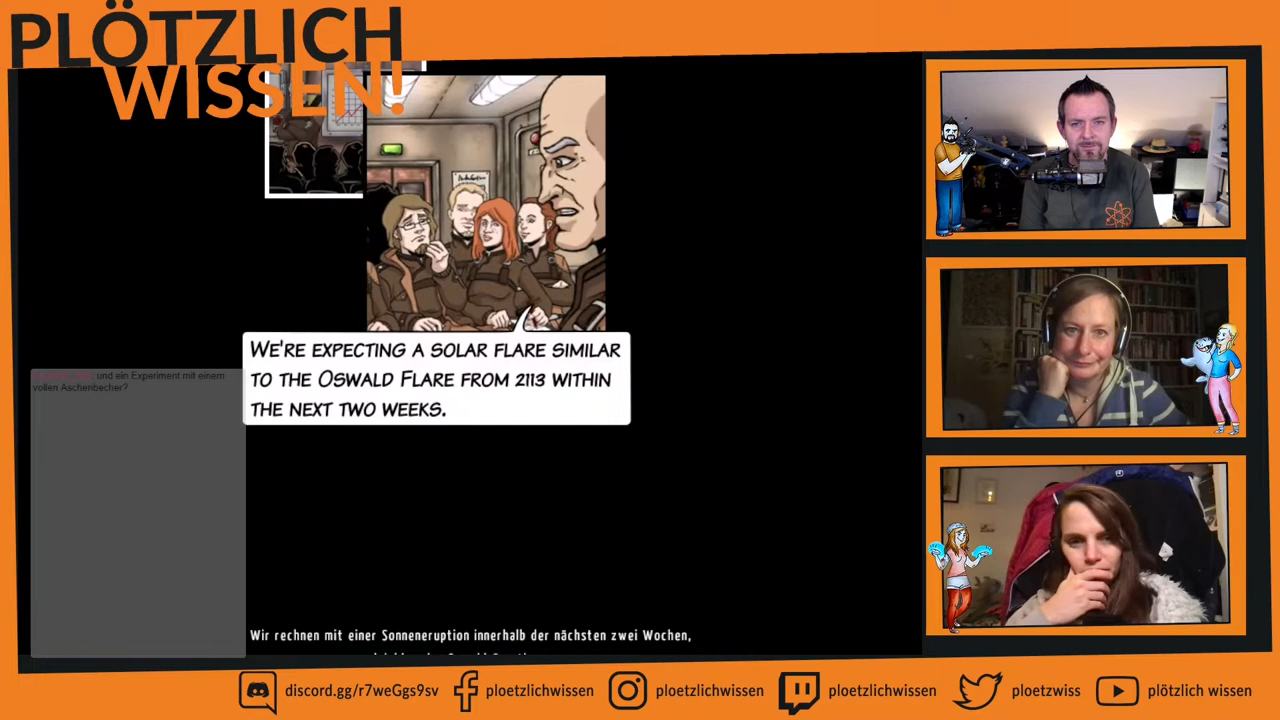 PLÖTZLICH
WISSEN!
WE'RE EXPECTING A SOLAR FLARE SIMILAR
TO THE OSWALD FLARE FROM 2113 WITHIN
THE NEXT TWO WEEKS.
und ein Experiment mit einem
vollen Aschenbecher?
Wir rechnen mit einer Sonneneruption innerhalb der nächsten zwei Wochen,
discord.gg/r7weGgs9sv
ploetzlichwissen
ploetzlichwissen
ploetzlichwissen
ploetzwiss
plötzlich wissen